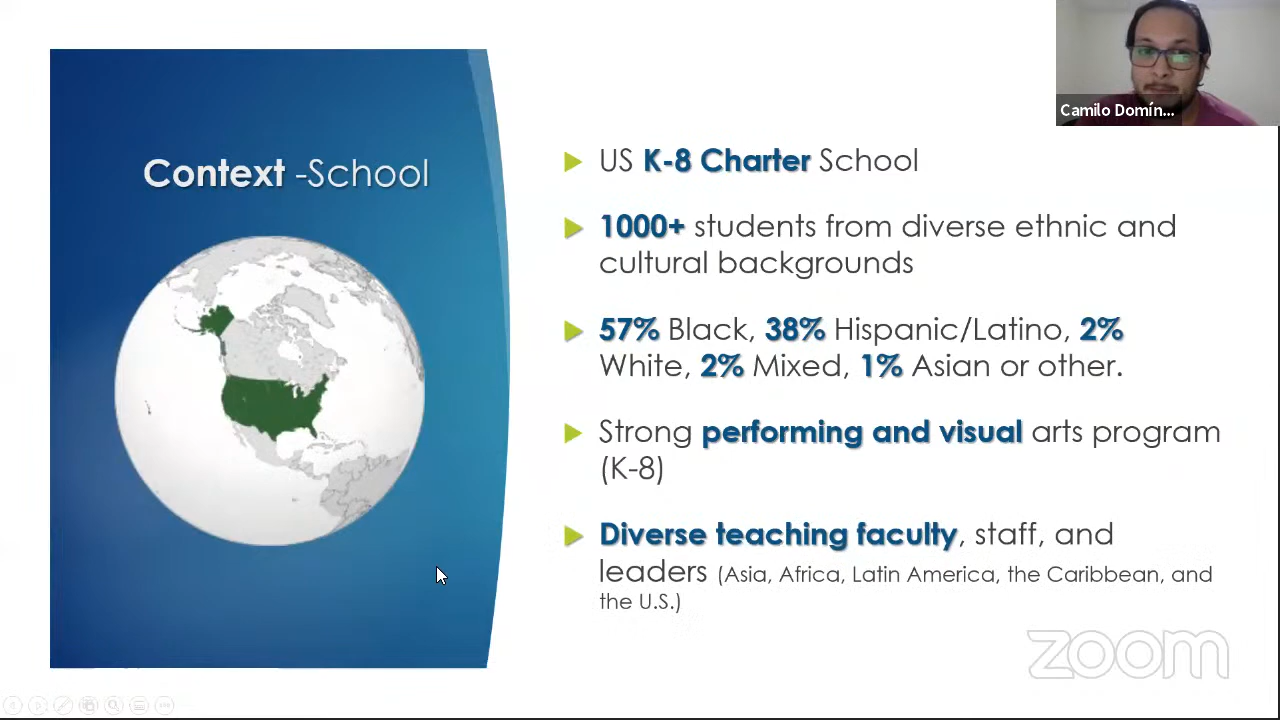 Camilo Domín...
Context -School
US K-8 Charter School
1000+ students from diverse ethnic and
cultural backgrounds
57% Black, 38% Hispanic/Latino, 2%
White, 2% Mixed, 1% Asian or other.
Strong performing and visual arts program
(K-8)
Diverse teaching faculty, staff, and
leaders (Asia, Africa, Latin America, the Caribbean, and
the U.S.)
zoom